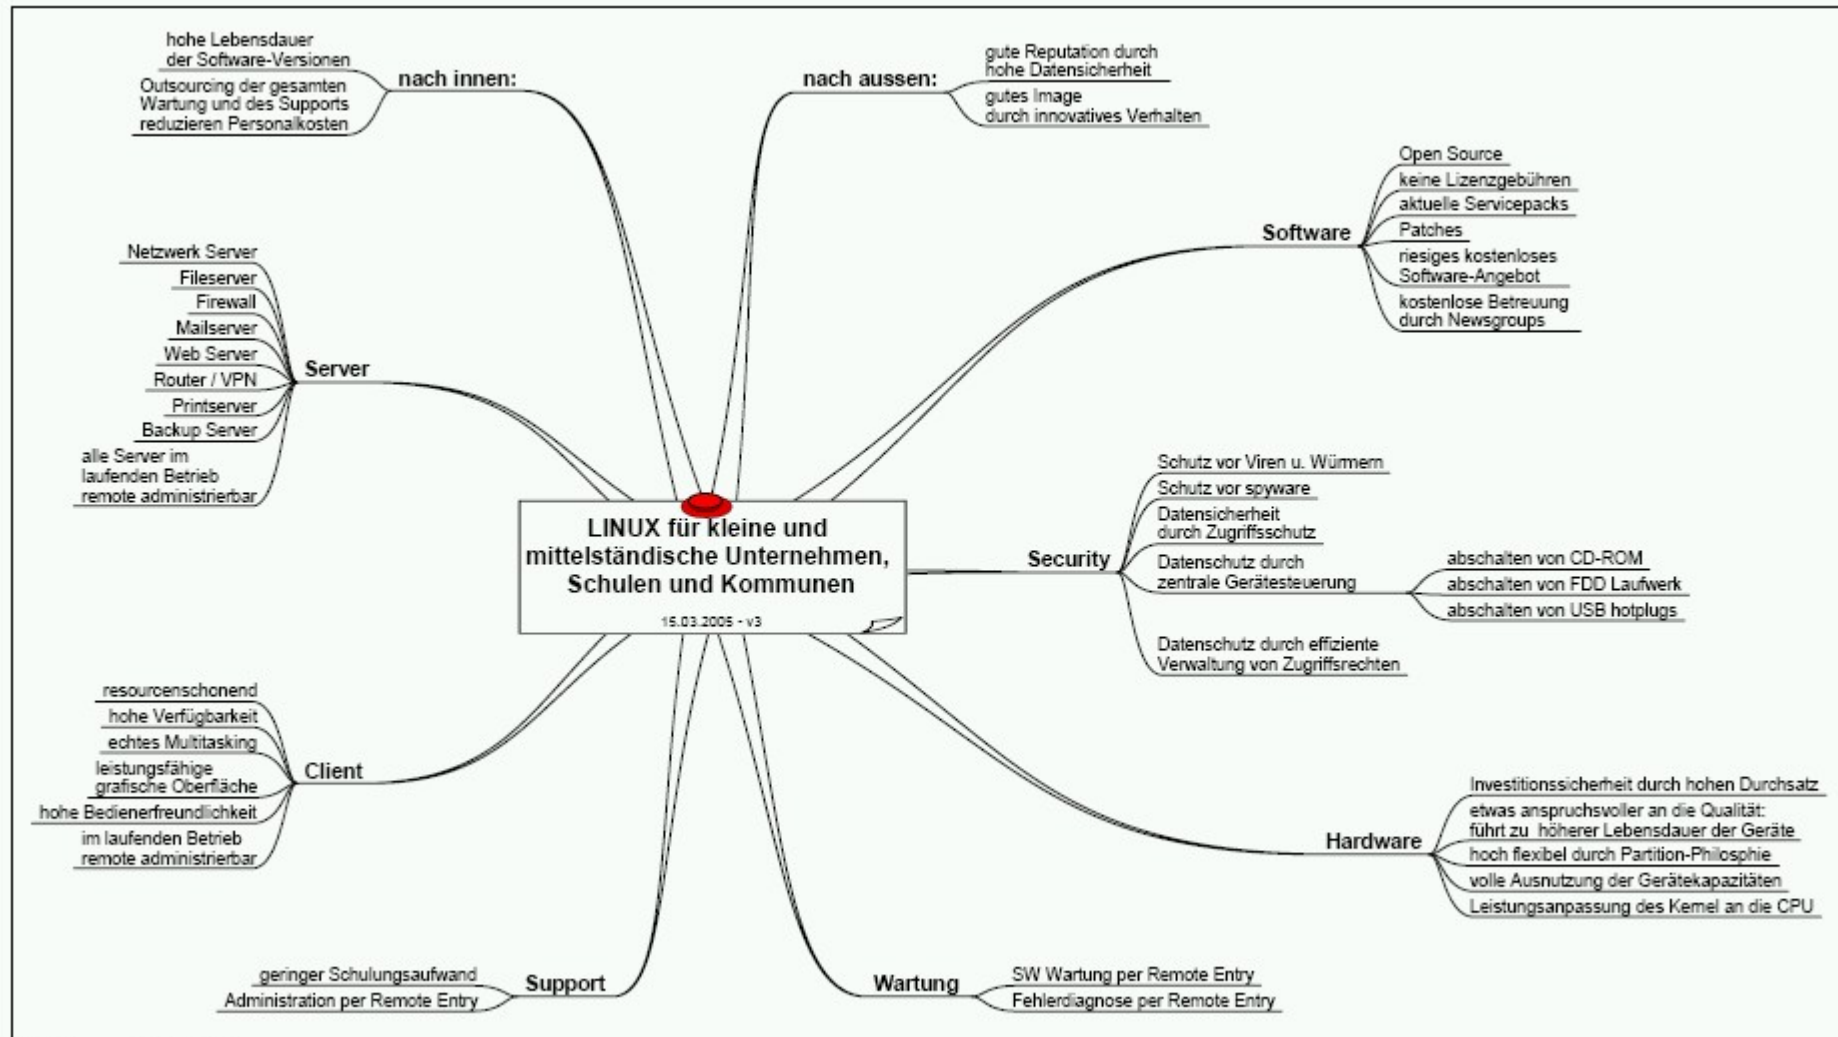 hohe Lebensdauer
der Software-Versionen
Outsourcing der gesamten
Wartung und des Supports
reduzieren Personalkosten
nach innen:
nach aussen:
gute Reputation durch
hohe Datensicherheit
gutes Image
durch innovatives Verhalten
Software
Open Source
keine Lizenzgebühren
aktuelle Servicepacks
Patches
riesiges kostenloses
Software-Angebot
kostenlose Betreuung
durch Newsgroups
Netzwerk Server
Fileserver
Firewall
Mailserver
Web Server
Router / VPN
Printserver
Backup Server
alle Server im
laufenden Betrieb
remote administrierbar
Server
LINUX für kleine und
mittelständische Unternehmen,
Schulen und Kommunen
15.03.2005 - v3
Security
Schutz vor Viren u. Würmern
Schutz vor spyware
Datensicherheit
durch Zugriffsschutz
Datenschutz durch
zentrale Gerätesteuerung
abschalten von CD-ROM
abschalten von FDD Laufwerk
abschalten von USB hotplugs
Datenschutz durch effiziente
Verwaltung von Zugriffsrechten
resourcenschonend
hohe Verfügbarkeit
echtes Multitasking
leistungsfähige
grafische Oberfläche
hohe Bedienerfreundlichkeit
im laufenden Betrieb
remote administrierbar
Client
Hardware
Investitionssicherheit durch hohen Durchsatz
etwas anspruchsvoller an die Qualität:
führt zu höherer Lebensdauer der Geräte
hoch flexibel durch Partition-Philosphie
volle Ausnutzung der Gerätekapazitäten
Leistungsanpassung des Kernel an die CPU
geringer Schulungsaufwand
Administration per Remote Entry
Support
Wartung
SW Wartung per Remote Entry
Fehlerdiagnose per Remote Entry